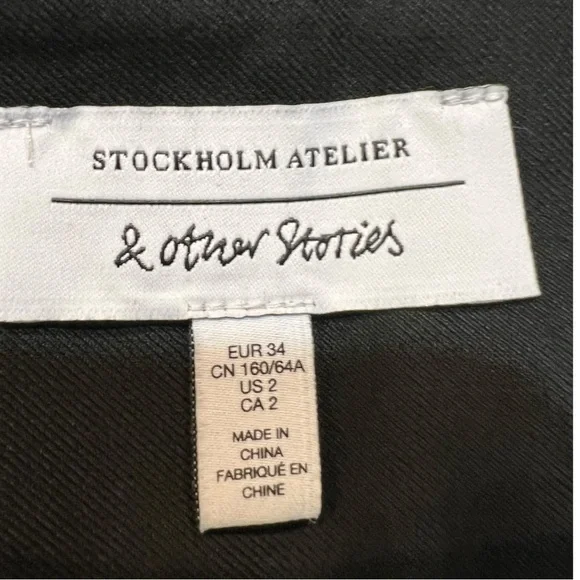 STOCKHOLM ATELIER
& other Stories
EUR 34
CN 160/64A
US 2
CA 2
MADE IN
CHINA
FABRIQUÉ EN
CHINE